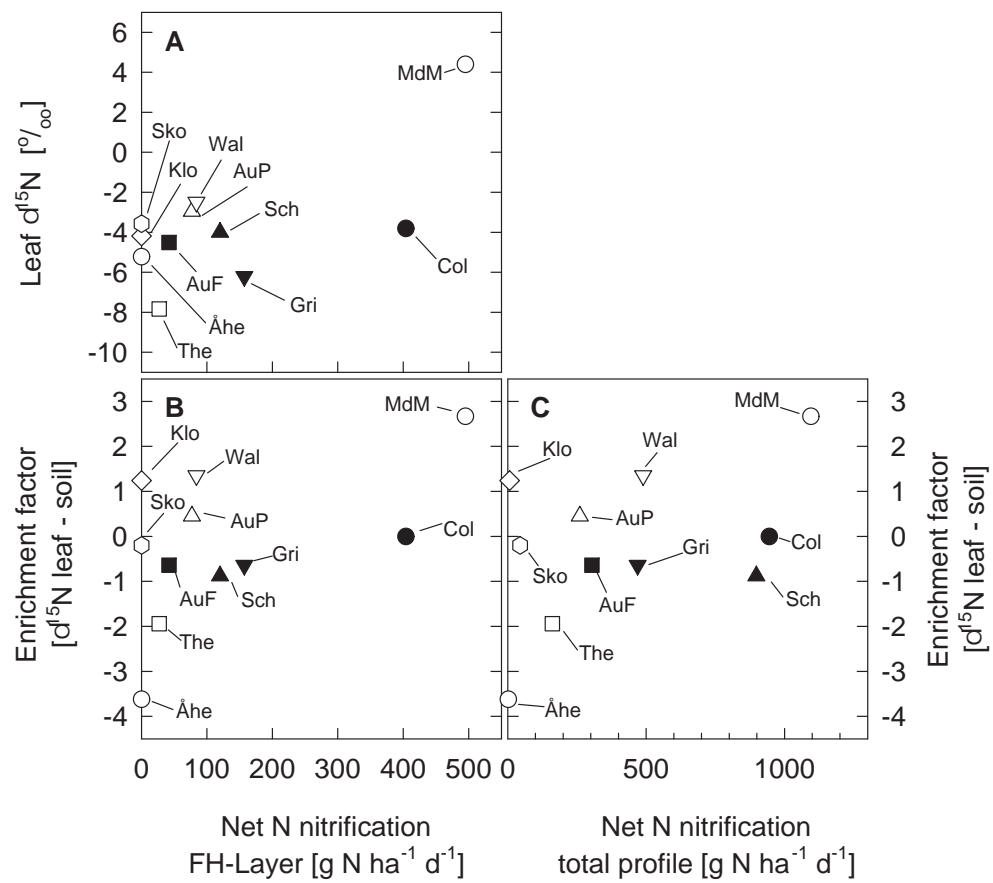 A
6
4
2
0
-2
-4
-6
-8
-10
Leaf d¹⁵N [º/ₒₒ]
MdM
Sko
Wal
Klo
AuP
Sch
Col
AuF
Gri
Åhe
The
B
3
2
1
0
-1
-2
-3
-4
Enrichment factor
[d¹⁵N leaf - soil]
MdM
Klo
Wal
Sko
AuP
Col
Gri
AuF
Sch
The
Åhe
0 100 200 300 400 500
Net N nitrification
FH-Layer [g N ha⁻¹ d⁻¹]
C
MdM
Wal
Klo
AuP
Col
Gri
Sko
AuF
Sch
The
Åhe
3
2
1
0
-1
-2
-3
-4
Enrichment factor
[d¹⁵N leaf - soil]
0 500 1000
Net N nitrification
total profile [g N ha⁻¹ d⁻¹]